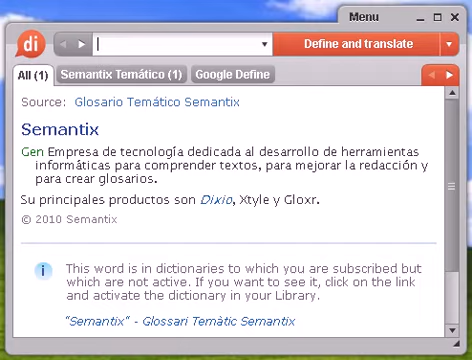 Menu
di
Define and translate
All (1)
Semantix Temático (1)
Google Define
Source: Glosario Temático Semantix
Semantix
Gen Empresa de tecnología dedicada al desarrollo de herramientas
informáticas para comprender textos, para mejorar la redacción y
para crear glosarios.
Su principales productos son Dixio, Xtyle y Gloxr.
© 2010 Semantix
i
This word is in dictionaries to which you are subscribed but
which are not active. If you want to see it, click on the link
and activate the dictionary in your Library.
"Semantix" - Glossari Temàtic Semantix